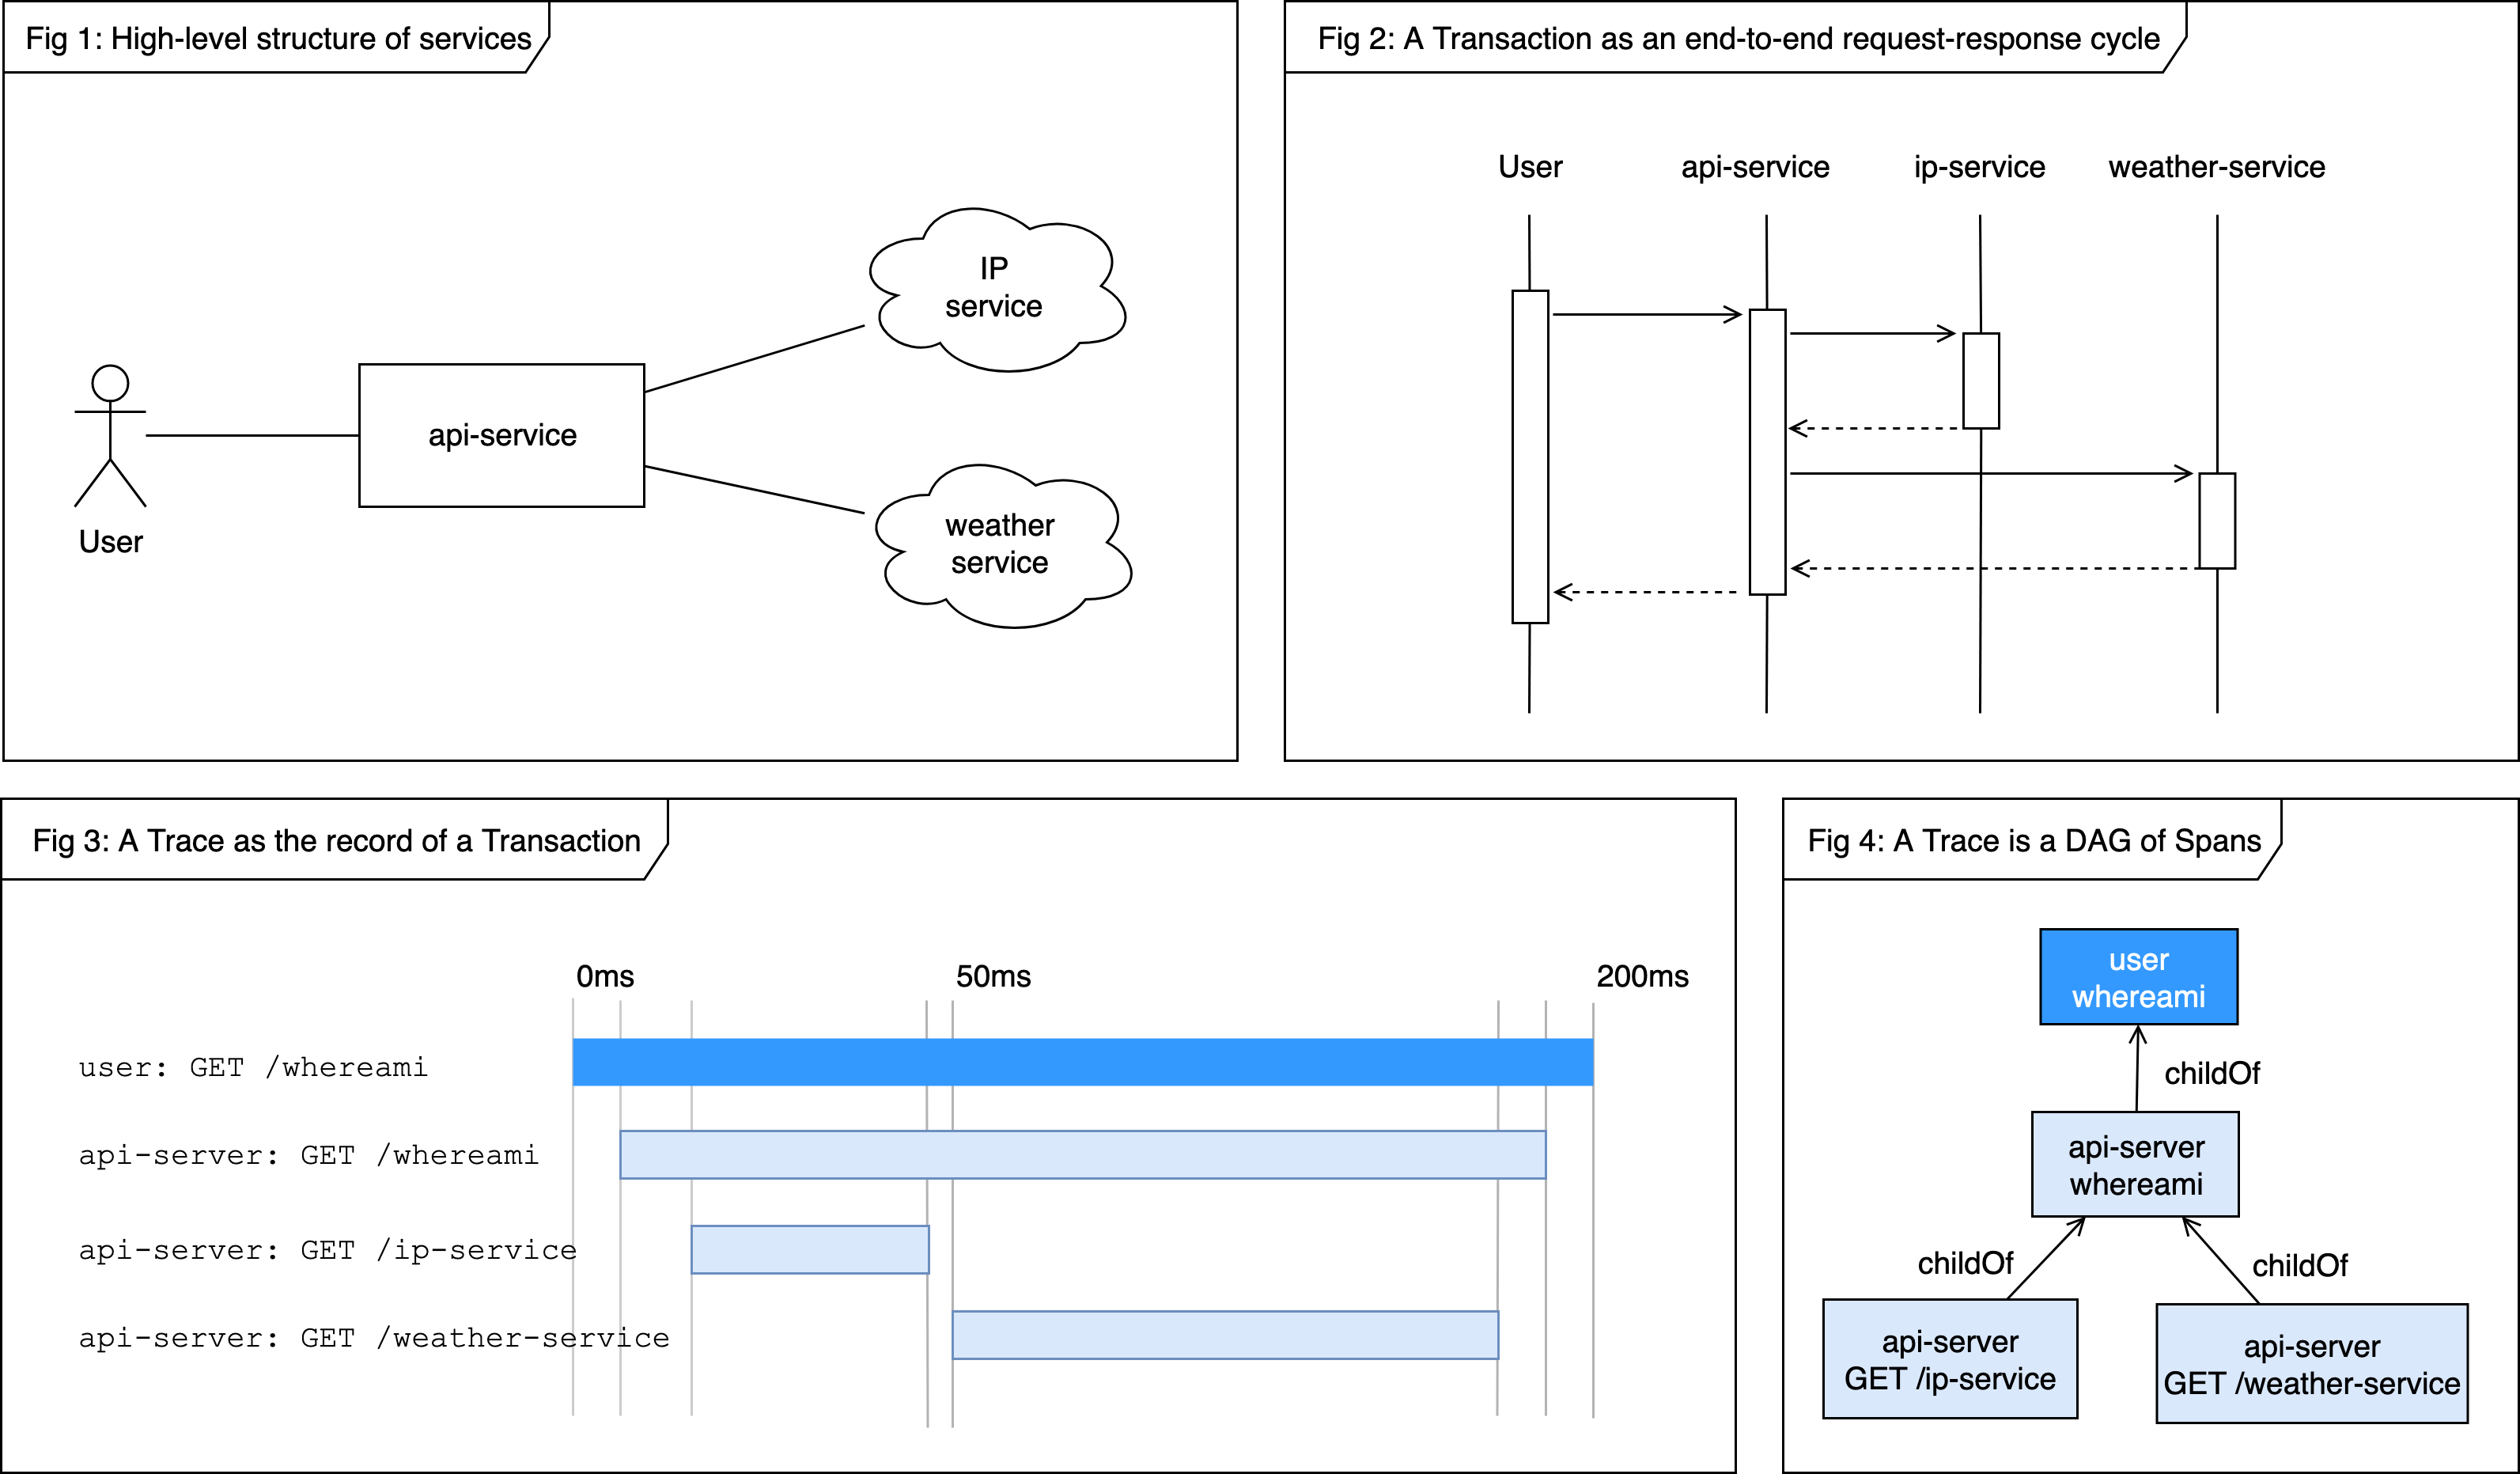 Fig 1: High-level structure of services
IP
service
api-service
weather
service
User
Fig 2: A Transaction as an end-to-end request-response cycle
User
api-service
ip-service
weather-service
Fig 3: A Trace as the record of a Transaction
0ms
50ms
200ms
user: GET /whereami
api-server: GET /whereami
api-server: GET /ip-service
api-server: GET /weather-service
Fig 4: A Trace is a DAG of Spans
user
whereami
childOf
api-server
whereami
childOf
childOf
api-server
GET /ip-service
api-server
GET /weather-service